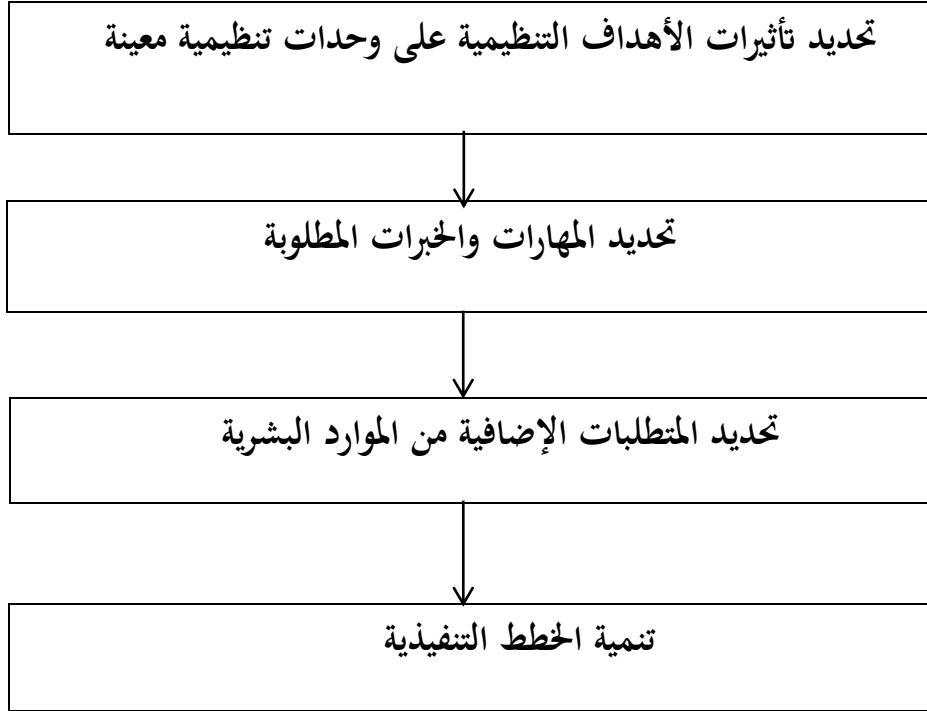 تحديد تأثيرات الأهداف التنظيمية على وحدات تنظيمية معينة
تحديد المهارات والخبرات المطلوبة
تحديد المتطلبات الإضافية من الموارد البشرية
تنمية الخطط التنفيذية